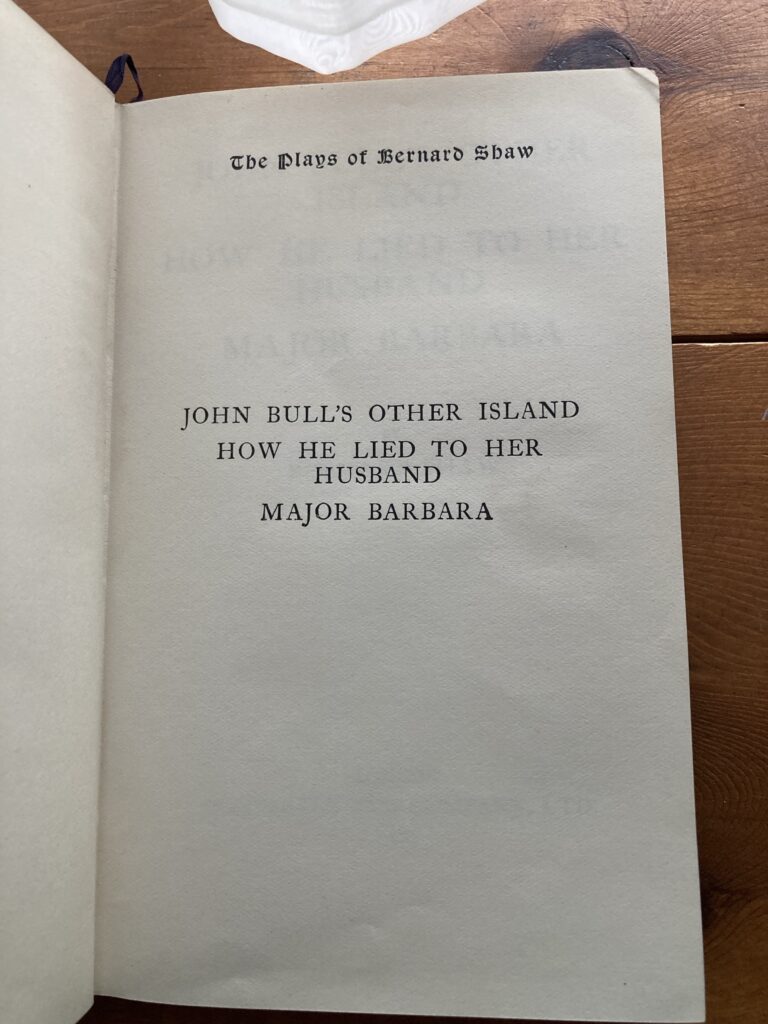 The Plays of Bernard Shaw
JOHN BULL'S OTHER ISLAND
HOW HE LIED TO HER
HUSBAND
MAJOR BARBARA